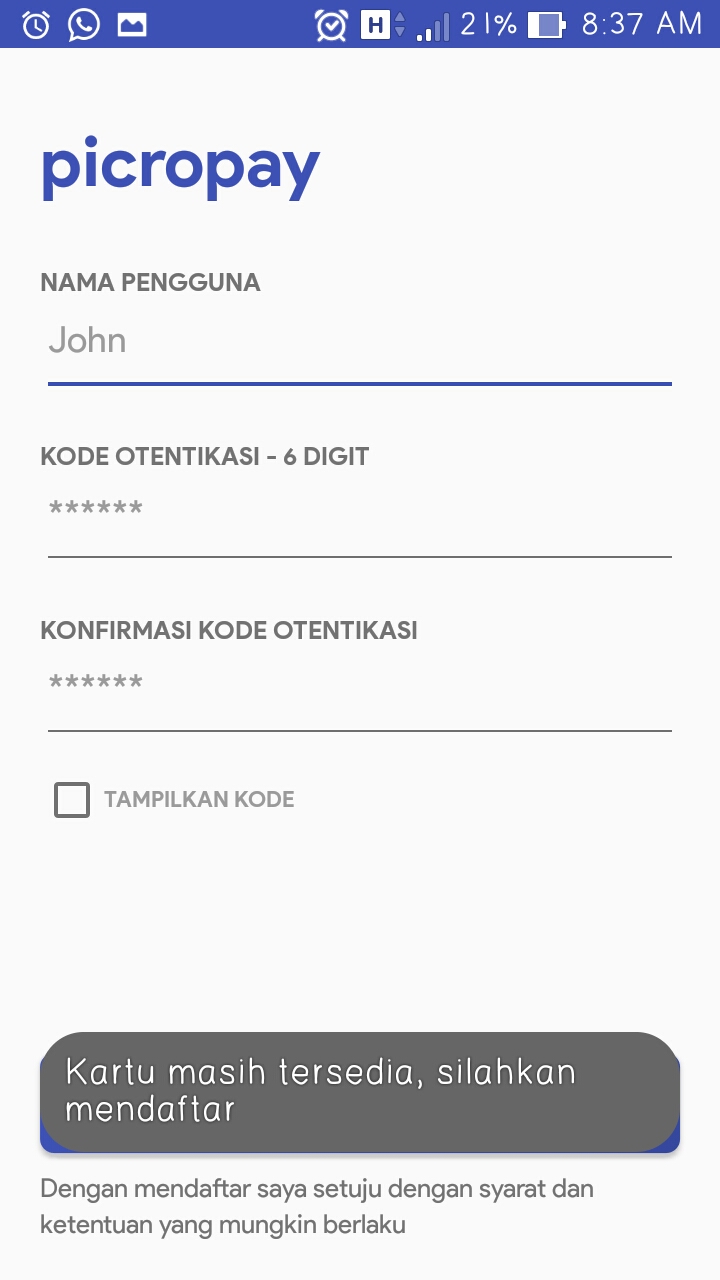 21% 8:37 AM
picropay
NAMA PENGGUNA
John
KODE OTENTIKASI - 6 DIGIT
******
KONFIRMASI KODE OTENTIKASI
******
TAMPILKAN KODE
Kartu masih tersedia, silahkan
mendaftar
Dengan mendaftar saya setuju dengan syarat dan
ketentuan yang mungkin berlaku